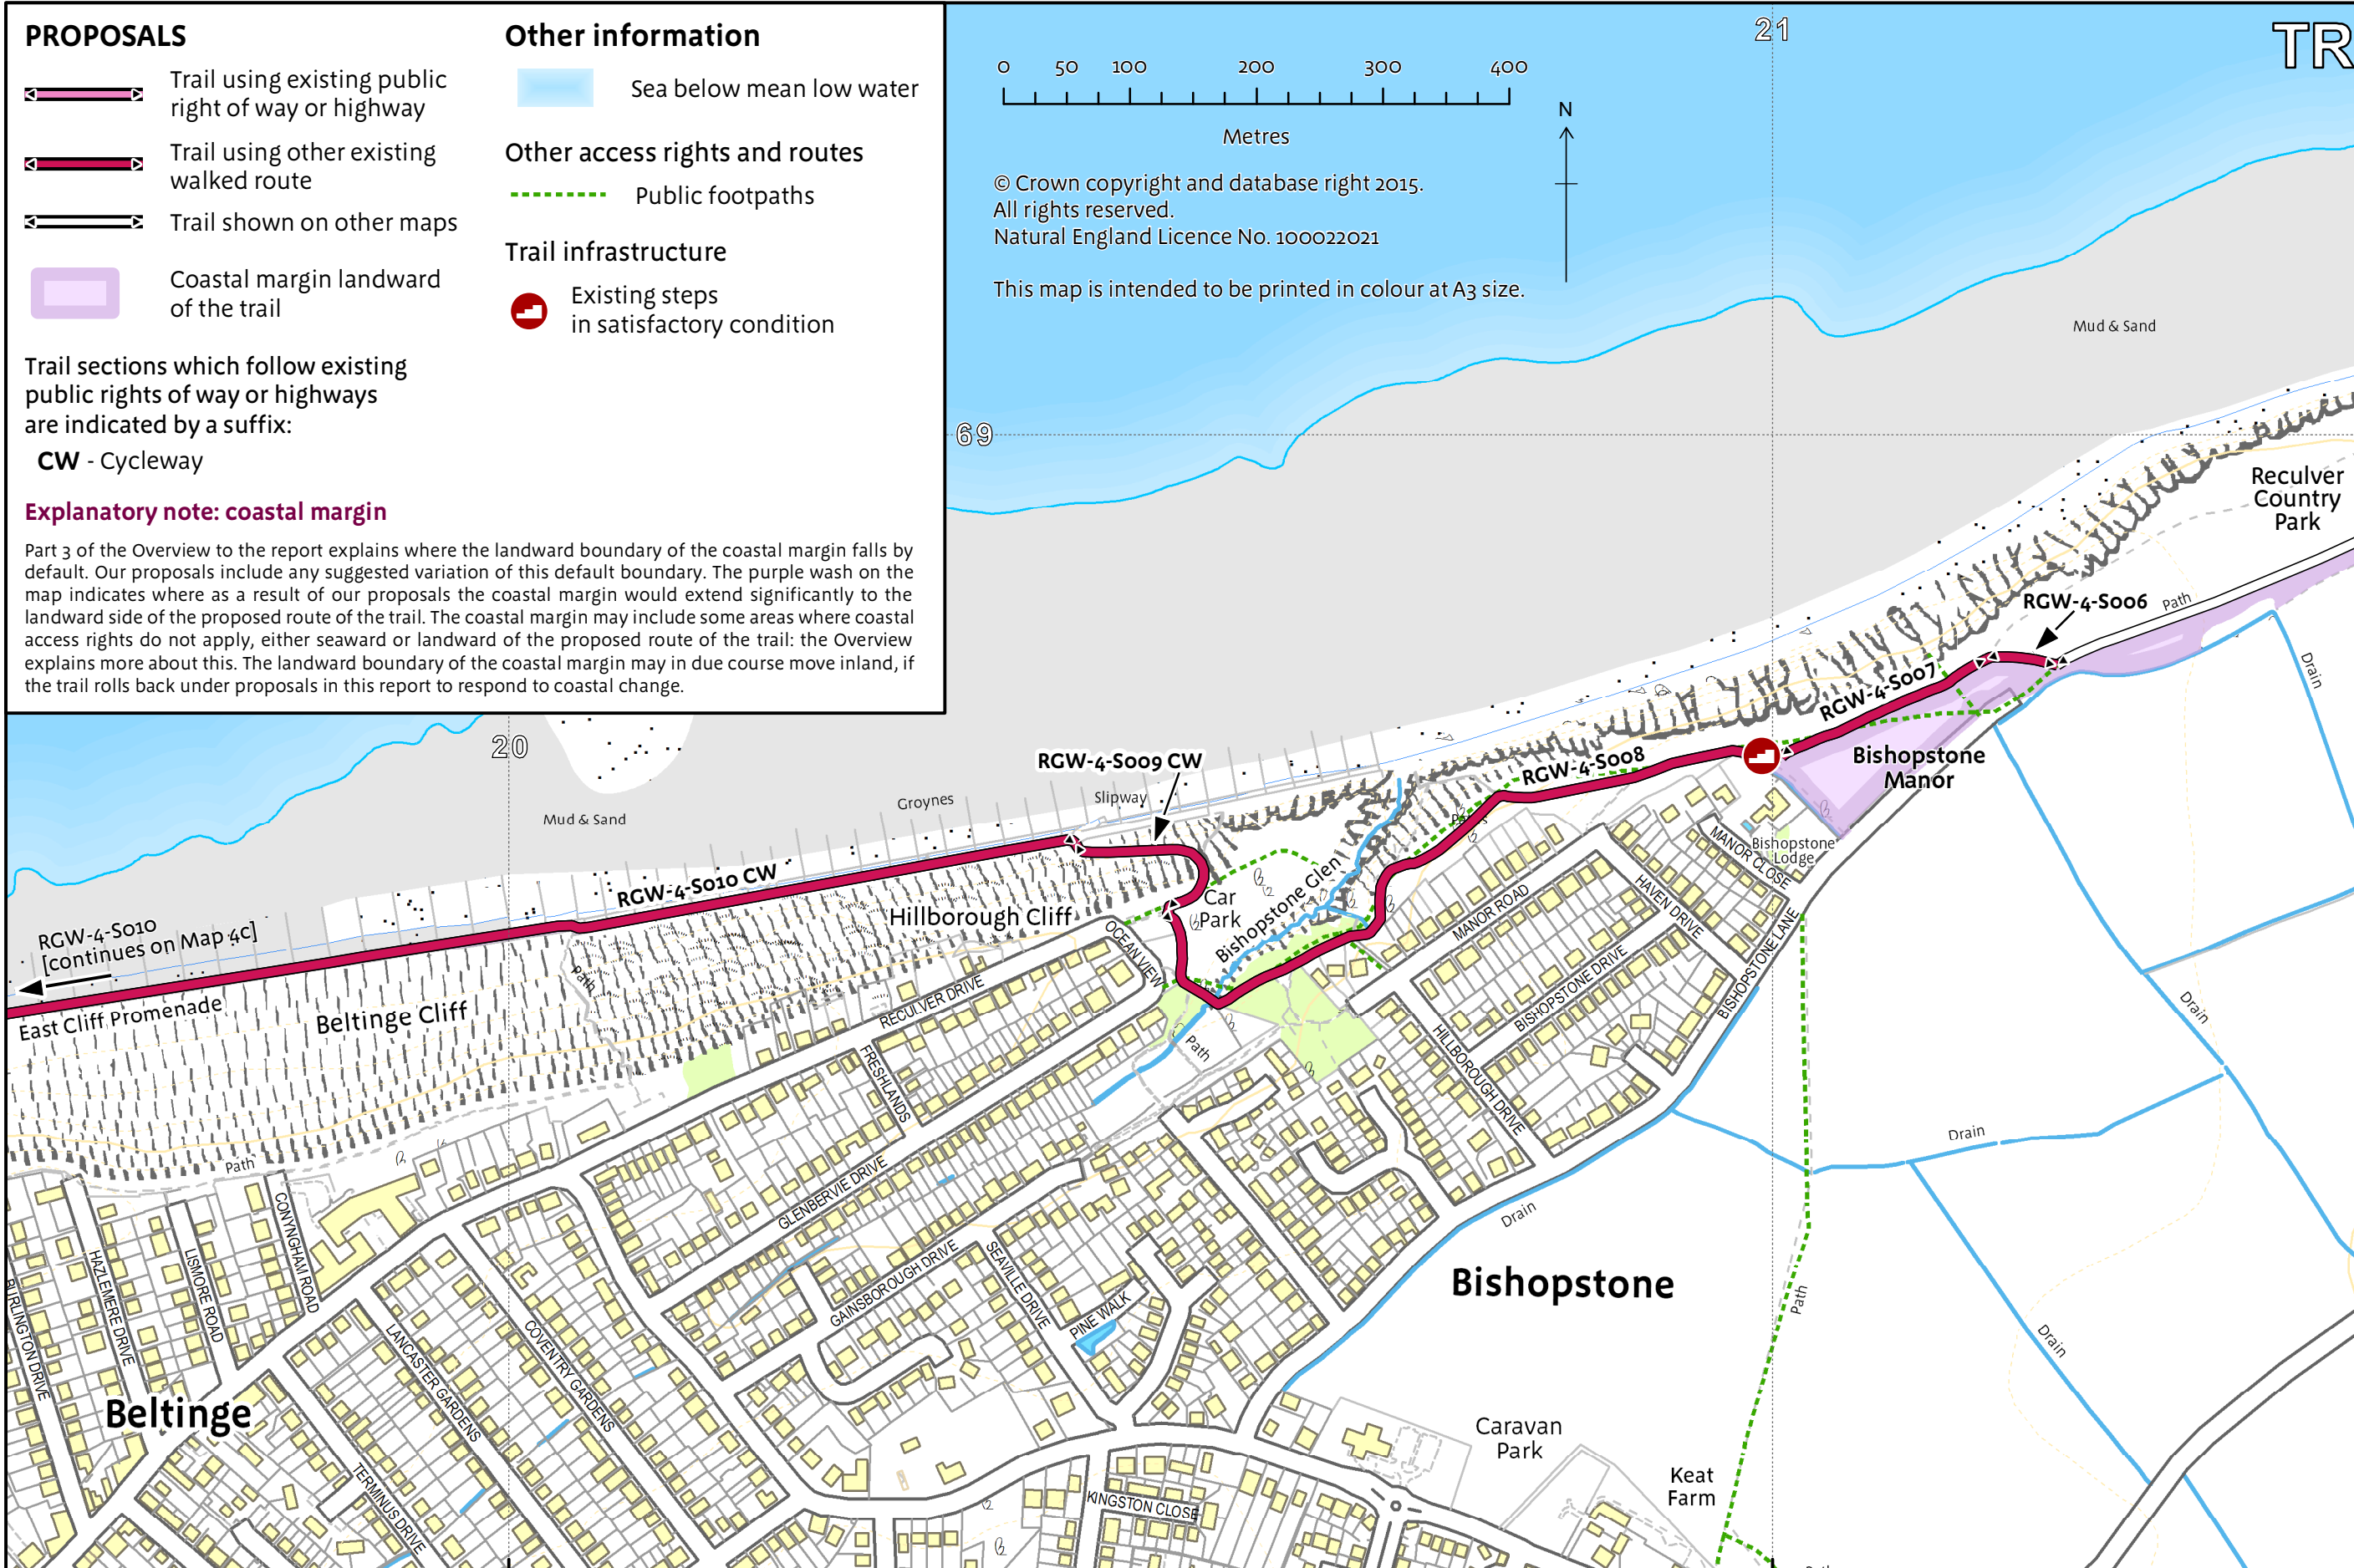 PROPOSALS
Trail using existing public
right of way or highway
Trail using other existing
walked route
Trail shown on other maps
Coastal margin landward
of the trail
Trail sections which follow existing
public rights of way or highways
are indicated by a suffix:
CW - Cycleway
Other information
Sea below mean low water
Other access rights and routes
Public footpaths
Trail infrastructure
Existing steps
in satisfactory condition
Explanatory note: coastal margin
Part 3 of the Overview to the report explains where the landward boundary of the coastal margin falls by
default. Our proposals include any suggested variation of this default boundary. The purple wash on the
map indicates where as a result of our proposals the coastal margin would extend significantly to the
landward side of the proposed route of the trail. The coastal margin may include some areas where coastal
access rights do not apply, either seaward or landward of the proposed route of the trail: the Overview
explains more about this. The landward boundary of the coastal margin may in due course move inland, if
the trail rolls back under proposals in this report to respond to coastal change.
0 50 100 200 300 400
Metres
N
© Crown copyright and database right 2015.
All rights reserved.
Natural England Licence No. 100022021
This map is intended to be printed in colour at A3 size.
21
TR
69
Mud & Sand
Reculver
Country
Park
RGW-4-S006
Path
Drain
RGW-4-S007
Bishopstone
Manor
20
Mud & Sand
RGW-4-S009 CW
Groynes
Slipway
RGW-4-S008
Paths
Bishopstone
Lodge
MANOR CLOSE
RGW-4-S010 CW
Hillborough Cliff
Car
Park
Bishopstone Glen
MANOR ROAD
HAVEN DRIVE
RGW-4-S010
[continues on Map 4c]
East Cliff Promenade
Beltinge Cliff
Path
OCEAN VIEW
RECULVER DRIVE
BISHOPSTONE DRIVE
BISHOPSTONE LANE
Drain
FRESHLANDS
Path
HILLBOROUGH DRIVE
Drain
Path
GLENBERVIE DRIVE
Drain
CONYNGHAM ROAD
LISMORE ROAD
HAZLEMERE DRIVE
BURLINGTON DRIVE
GAINSBOROUGH DRIVE
SEAVILLE DRIVE
PINE WALK
Bishopstone
Path
Drain
LANCASTER GARDENS
COVENTRY GARDENS
Beltinge
Caravan
Park
Keat
Farm
TERMINUS DRIVE
KINGSTON CLOSE